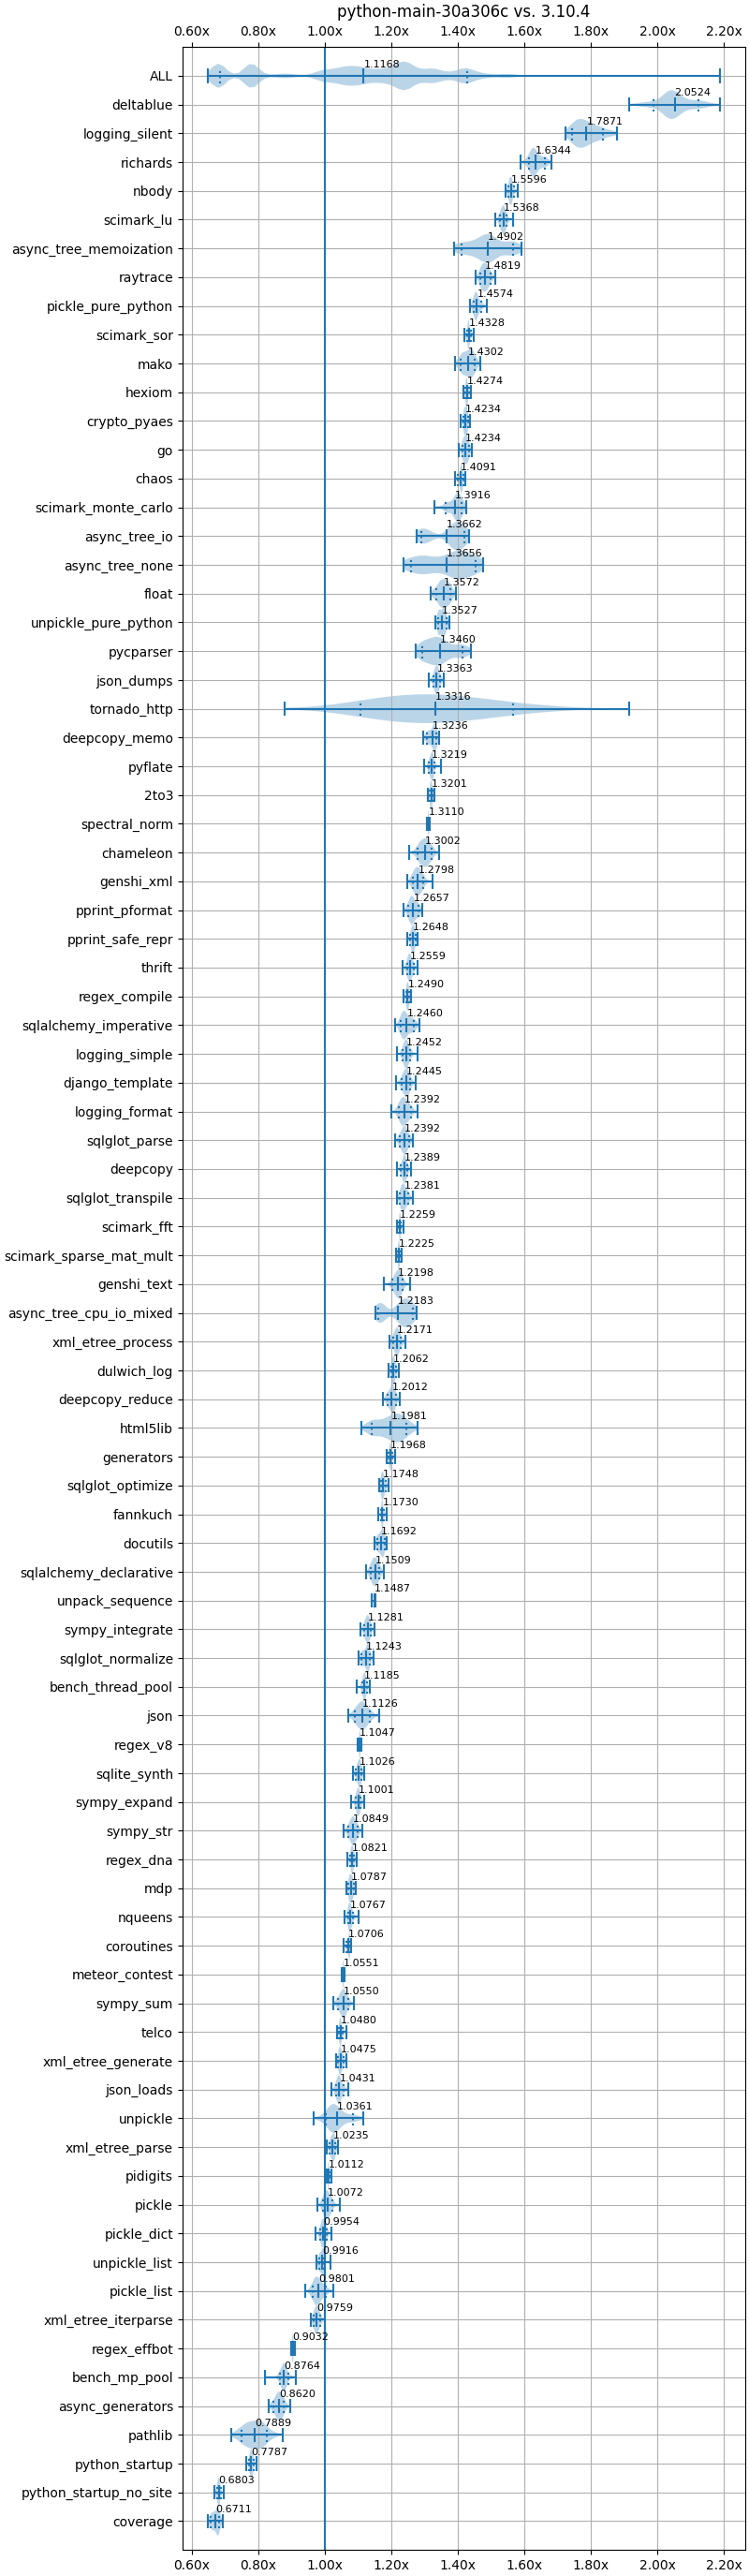 python-main-30a306c vs. 3.10.4
0.60x 0.80x 1.00x 1.20x 1.40x 1.60x 1.80x 2.00x 2.20x
ALL 1.1168
deltablue 2.0524
logging_silent 1.7871
richards 1.6344
nbody 1.5596
scimark_lu 1.5368
async_tree_memoization 1.4902
raytrace 1.4819
pickle_pure_python 1.4574
scimark_sor 1.4328
mako 1.4302
hexiom 1.4274
crypto_pyaes 1.4234
go 1.4234
chaos 1.4091
scimark_monte_carlo 1.3916
async_tree_io 1.3662
async_tree_none 1.3656
float 1.3572
unpickle_pure_python 1.3527
pycparser 1.3460
json_dumps 1.3363
tornado_http 1.3316
deepcopy_memo 1.3236
pyflate 1.3219
2to3 1.3201
spectral_norm 1.3110
chameleon 1.3002
genshi_xml 1.2798
pprint_pformat 1.2657
pprint_safe_repr 1.2648
thrift 1.2559
regex_compile 1.2490
sqlalchemy_imperative 1.2460
logging_simple 1.2452
django_template 1.2445
logging_format 1.2392
sqlglot_parse 1.2392
deepcopy 1.2389
sqlglot_transpile 1.2381
scimark_fft 1.2259
scimark_sparse_mat_mult 1.2225
genshi_text 1.2198
async_tree_cpu_io_mixed 1.2183
xml_etree_process 1.2171
dulwich_log 1.2062
deepcopy_reduce 1.2012
html5lib 1.1981
generators 1.1968
sqlglot_optimize 1.1748
fannkuch 1.1730
docutils 1.1692
sqlalchemy_declarative 1.1509
unpack_sequence 1.1487
sympy_integrate 1.1281
sqlglot_normalize 1.1243
bench_thread_pool 1.1185
json 1.1126
regex_v8 1.1047
sqlite_synth 1.1026
sympy_expand 1.1001
sympy_str 1.0849
regex_dna 1.0821
mdp 1.0787
nqueens 1.0767
coroutines 1.0706
meteor_contest 1.0551
sympy_sum 1.0550
telco 1.0480
xml_etree_generate 1.0475
json_loads 1.0431
unpickle 1.0361
xml_etree_parse 1.0235
pidigits 1.0112
pickle 1.0072
pickle_dict 0.9954
unpickle_list 0.9916
pickle_list 0.9801
xml_etree_iterparse 0.9759
regex_effbot 0.9032
bench_mp_pool 0.8764
async_generators 0.8620
pathlib 0.7889
python_startup 0.7787
python_startup_no_site 0.6803
coverage 0.6711
0.60x 0.80x 1.00x 1.20x 1.40x 1.60x 1.80x 2.00x 2.20x